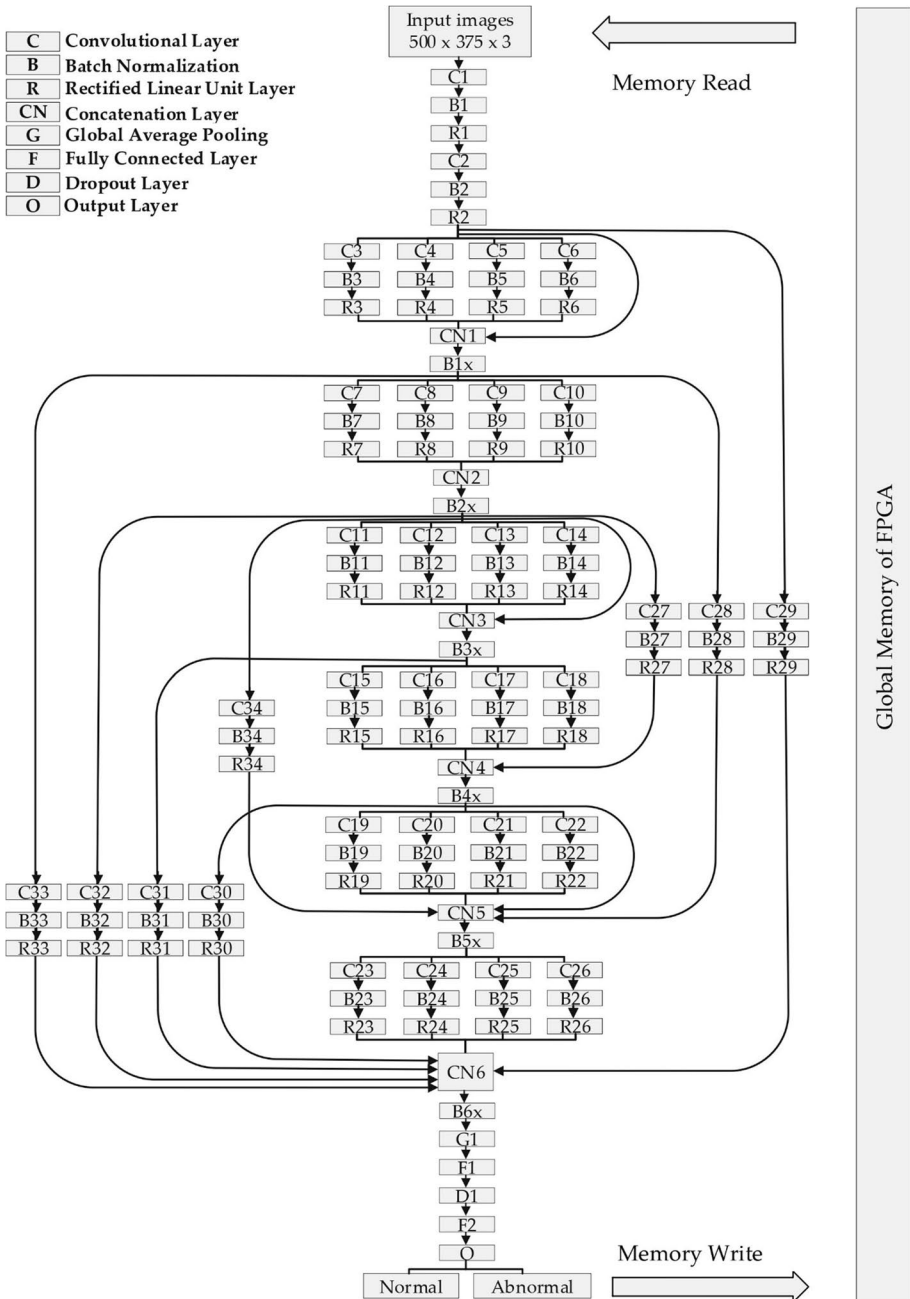 Input images
500 x 375 x 3
C Convolutional Layer
B Batch Normalization
R Rectified Linear Unit Layer
CN Concatenation Layer
G Global Average Pooling
F Fully Connected Layer
D Dropout Layer
O Output Layer
Memory Read
C1
B1
R1
C2
B2
R2
C3 C4 C5 C6
B3 B4 B5 B6
R3 R4 R5 R6
CN1
B1x
C7 C8 C9 C10
B7 B8 B9 B10
R7 R8 R9 R10
CN2
B2x
C11 C12 C13 C14
B11 B12 B13 B14
R11 R12 R13 R14
C27 C28 C29
B27 B28 B29
R27 R28 R29
CN3
B3x
C15 C16 C17 C18
B15 B16 B17 B18
R15 R16 R17 R18
C34
B34
R34
CN4
B4x
C19 C20 C21 C22
B19 B20 B21 B22
R19 R20 R21 R22
C33 C32 C31 C30
B33 B32 B31 B30
R33 R32 R31 R30
CN5
B5x
C23 C24 C25 C26
B23 B24 B25 B26
R23 R24 R25 R26
CN6
B6x
G1
F1
D1
F2
O
Normal Abnormal
Memory Write
Global Memory of FPGA